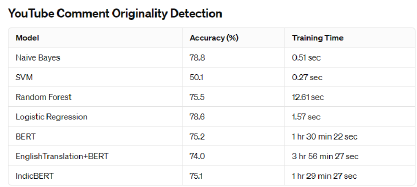 YouTube Comment Originality Detection
Model Accuracy (%) Training Time
Naive Bayes 78.8 0.51 sec
SVM 50.1 0.27 sec
Random Forest 75.5 12.61 sec
Logistic Regression 78.6 1.57 sec
BERT 75.2 1 hr 30 min 22 sec
EnglishTranslation+BERT 74.0 3 hr 56 min 27 sec
IndicBERT 75.1 1 hr 29 min 27 sec